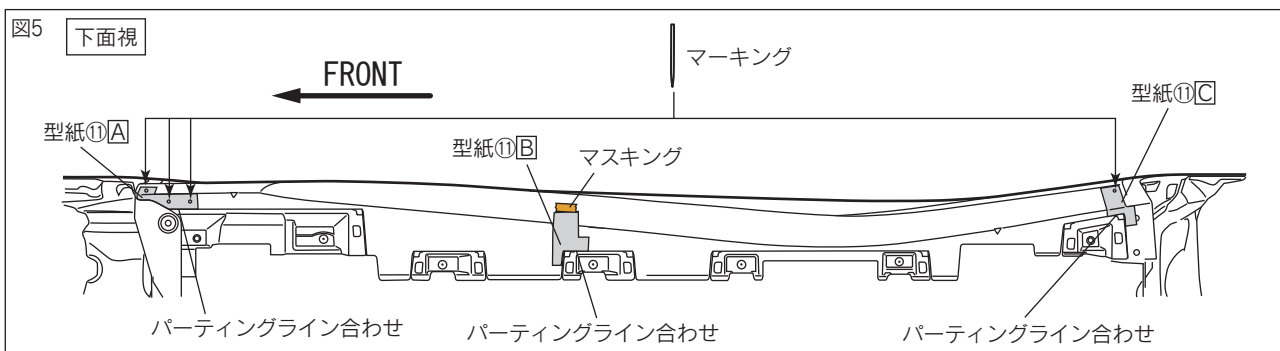 図5
下面視
マーキング
FRONT
型紙⑪C
型紙⑪A
型紙⑪B
マスキング
パーティングライン合わせ
パーティングライン合わせ
パーティングライン合わせ